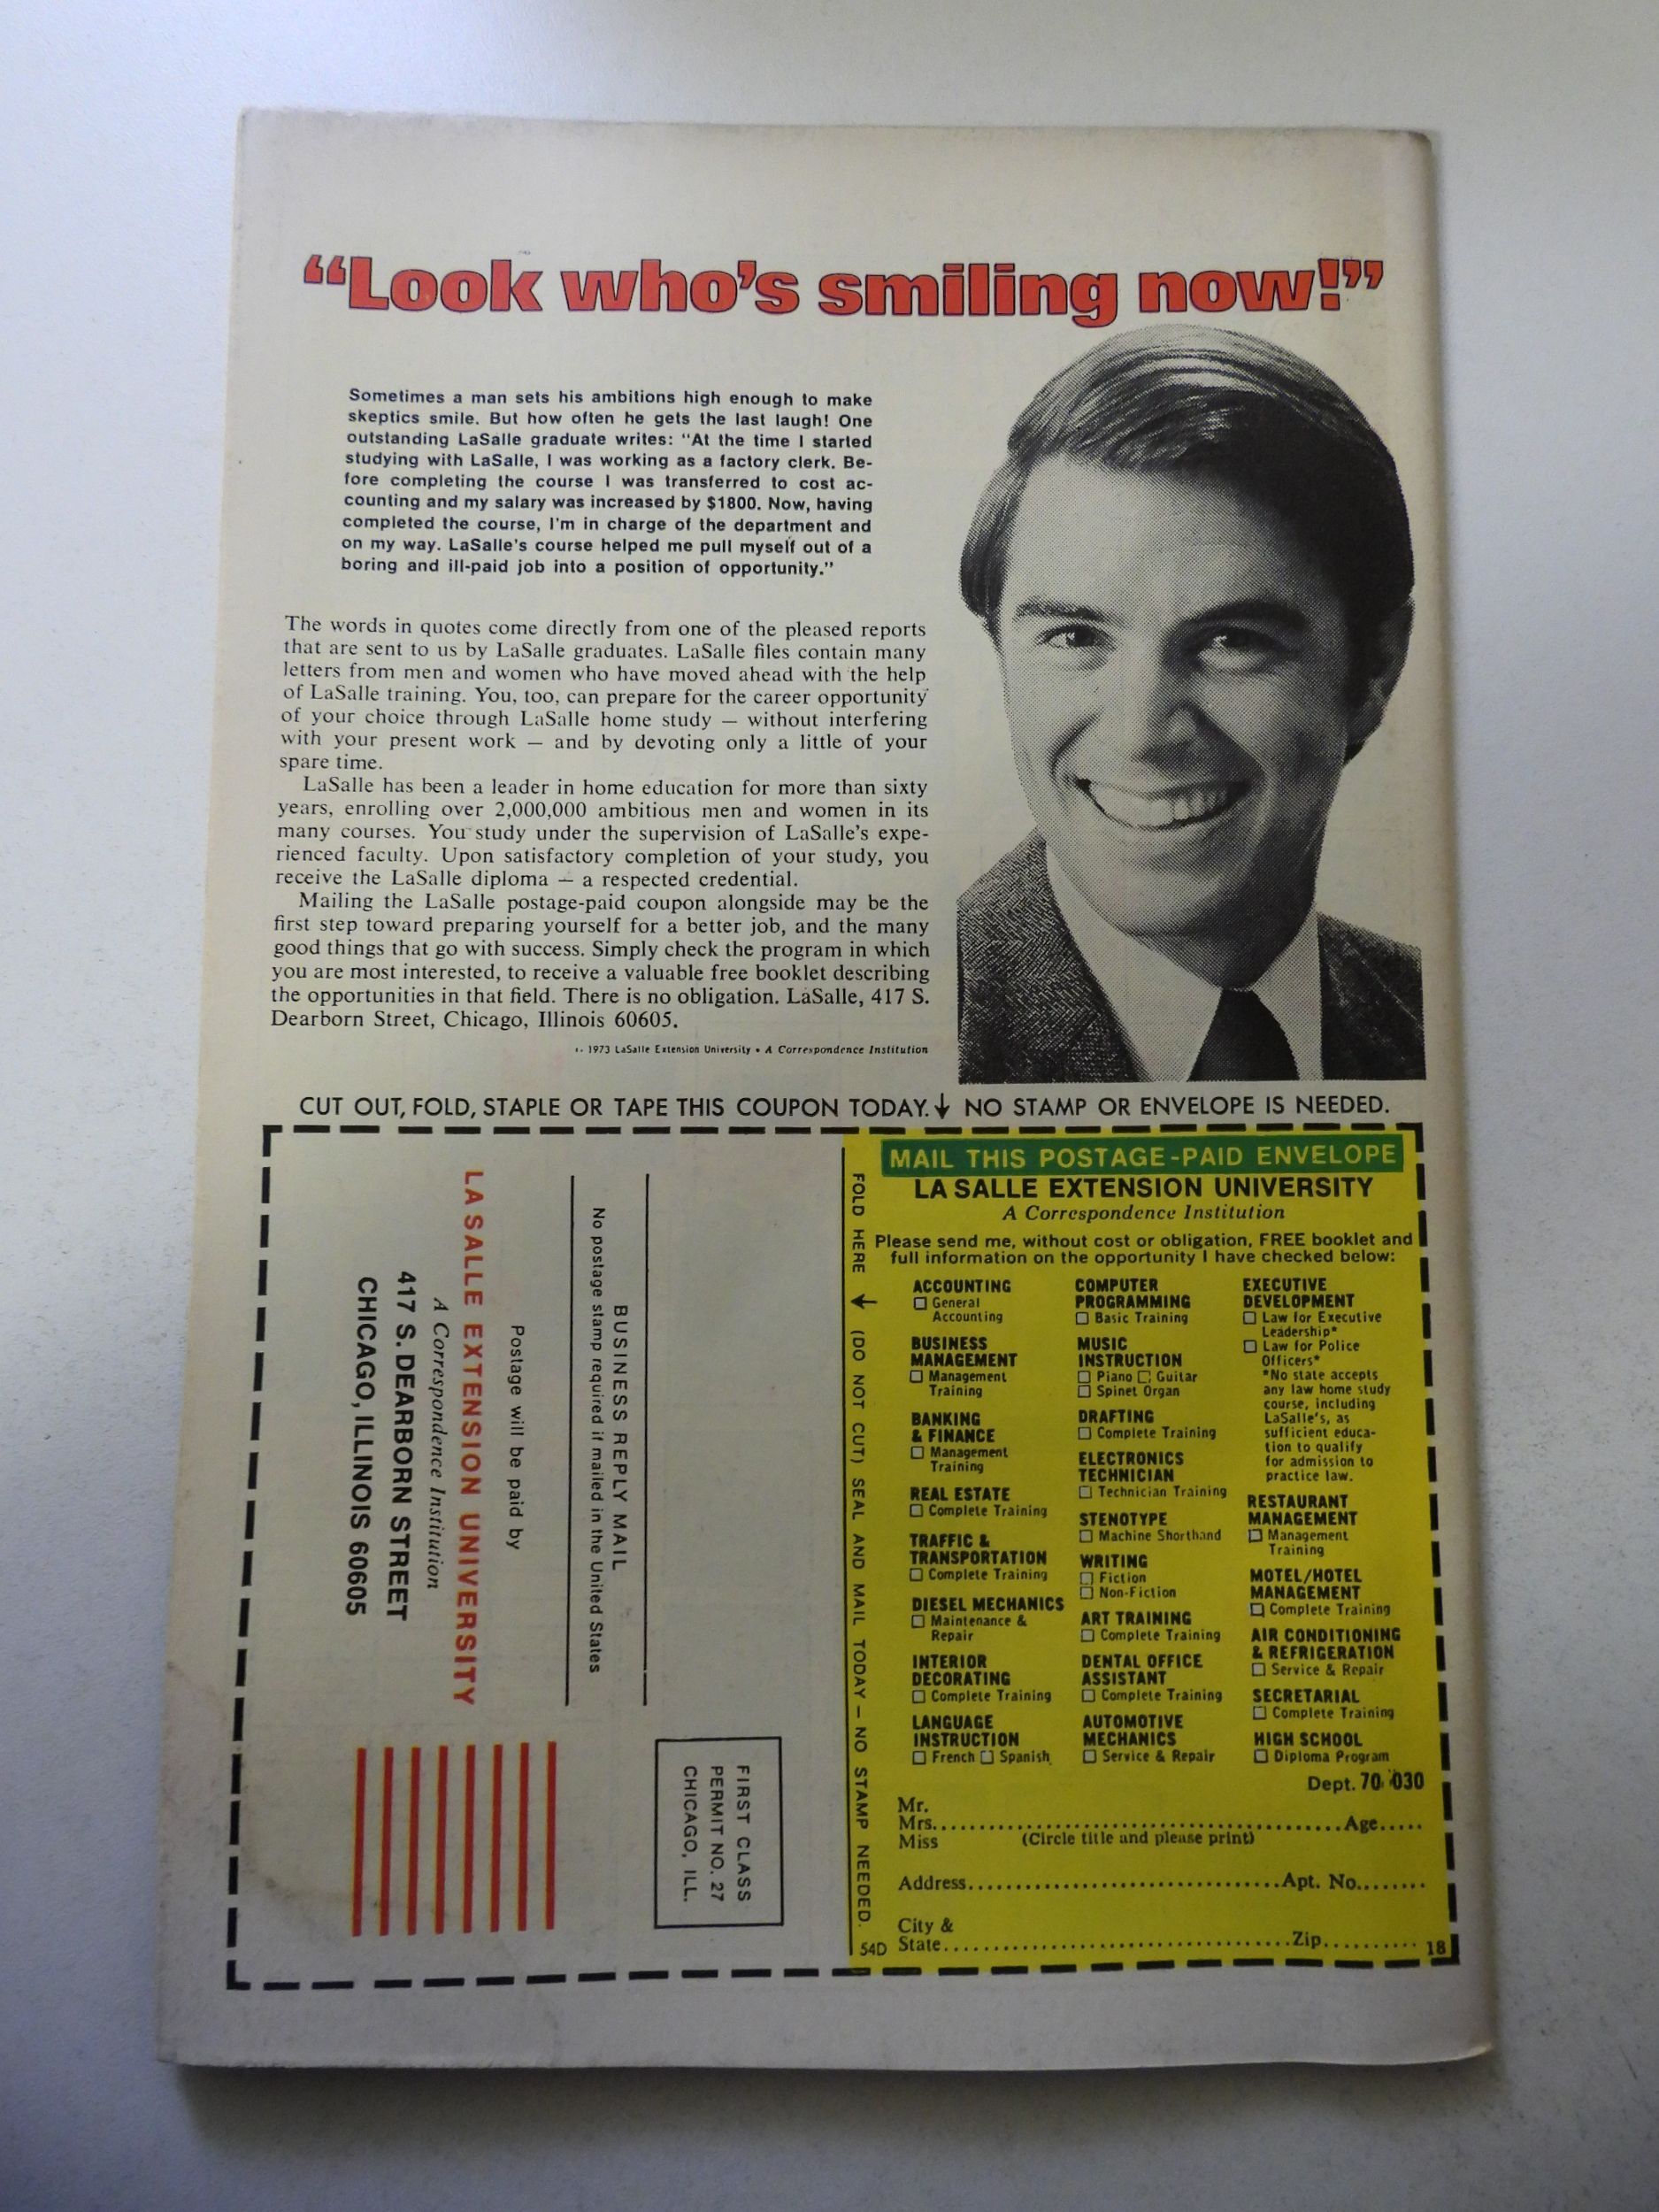 “Look who’s smiling now!”
Sometimes a man sets his ambitions high enough to make
skeptics smile. But how often he gets the last laugh! One
outstanding LaSalle graduate writes: "At the time I started
studying with LaSalle, I was working as a factory clerk. Be-
fore completing the course I was transferred to cost ac-
counting and my salary was increased by $1800. Now, having
completed the course, I'm in charge of the department and
on my way. LaSalle's course helped me pull myself out of a
boring and ill-paid job into a position of opportunity."
The words in quotes come directly from one of the pleased reports
that are sent to us by LaSalle graduates. LaSalle files contain many
letters from men and women who have moved ahead with the help
of LaSalle training. You, too, can prepare for the career opportunity
of your choice through LaSalle home study — without interfering
with your present work — and by devoting only a little of your
spare time.
LaSalle has been a leader in home education for more than sixty
years, enrolling over 2,000,000 ambitious men and women in its
many courses. You study under the supervision of LaSalle's expe-
rienced faculty. Upon satisfactory completion of your study, you
receive the LaSalle diploma — a respected credential.
Mailing the LaSalle postage-paid coupon alongside may be the
first step toward preparing yourself for a better job, and the many
good things that go with success. Simply check the program in which
you are most interested, to receive a valuable free booklet describing
the opportunities in that field. There is no obligation. LaSalle, 417 S.
Dearborn Street, Chicago, Illinois 60605.
1973 LaSalle Extension University • A Correspondence Institution
CUT OUT, FOLD, STAPLE OR TAPE THIS COUPON TODAY. NO STAMP OR ENVELOPE IS NEEDED.
FIRST CLASS
PERMIT NO. 27
CHICAGO, ILL.
BUSINESS REPLY MAIL
No postage stamp required if mailed in the United States
Postage will be paid by
LA SALLE EXTENSION UNIVERSITY
A Correspondence Institution
417 S. DEARBORN STREET
CHICAGO, ILLINOIS 60605
FOLD HERE (DO NOT CUT) SEAL AND MAIL TODAY — NO STAMP NEEDED.
MAIL THIS POSTAGE-PAID ENVELOPE
LA SALLE EXTENSION UNIVERSITY
A Correspondence Institution
Please send me, without cost or obligation, FREE booklet and
full information on the opportunity I have checked below:
ACCOUNTING
General
Accounting
BUSINESS
MANAGEMENT
Management
Training
BANKING
& FINANCE
Management
Training
REAL ESTATE
Complete Training
TRAFFIC &
TRANSPORTATION
Complete Training
DIESEL MECHANICS
Maintenance &
Repair
INTERIOR
DECORATING
Complete Training
LANGUAGE
INSTRUCTION
French Spanish
COMPUTER
PROGRAMMING
Basic Training
MUSIC
INSTRUCTION
Piano Guitar
Spinet Organ
DRAFTING
Complete Training
ELECTRONICS
TECHNICIAN
Technician Training
STENOTYPE
Machine Shorthand
WRITING
Fiction
Non-Fiction
ART TRAINING
Complete Training
DENTAL OFFICE
ASSISTANT
Complete Training
AUTOMOTIVE
MECHANICS
Service & Repair
EXECUTIVE
DEVELOPMENT
Law for Executive
Leadership*
Law for Police
Officers*
*No state accepts
any law home study
course, including
LaSalle's, as
sufficient educa-
tion to qualify
for admission to
practice law.
RESTAURANT
MANAGEMENT
Management
Training
MOTEL/HOTEL
MANAGEMENT
Complete Training
AIR CONDITIONING
& REFRIGERATION
Service & Repair
SECRETARIAL
Complete Training
HIGH SCHOOL
Diploma Program
Dept. 70-030
Mr.
Mrs. Age
Miss (Circle title and please print)
Address Apt. No.
City &
State Zip
54D 18